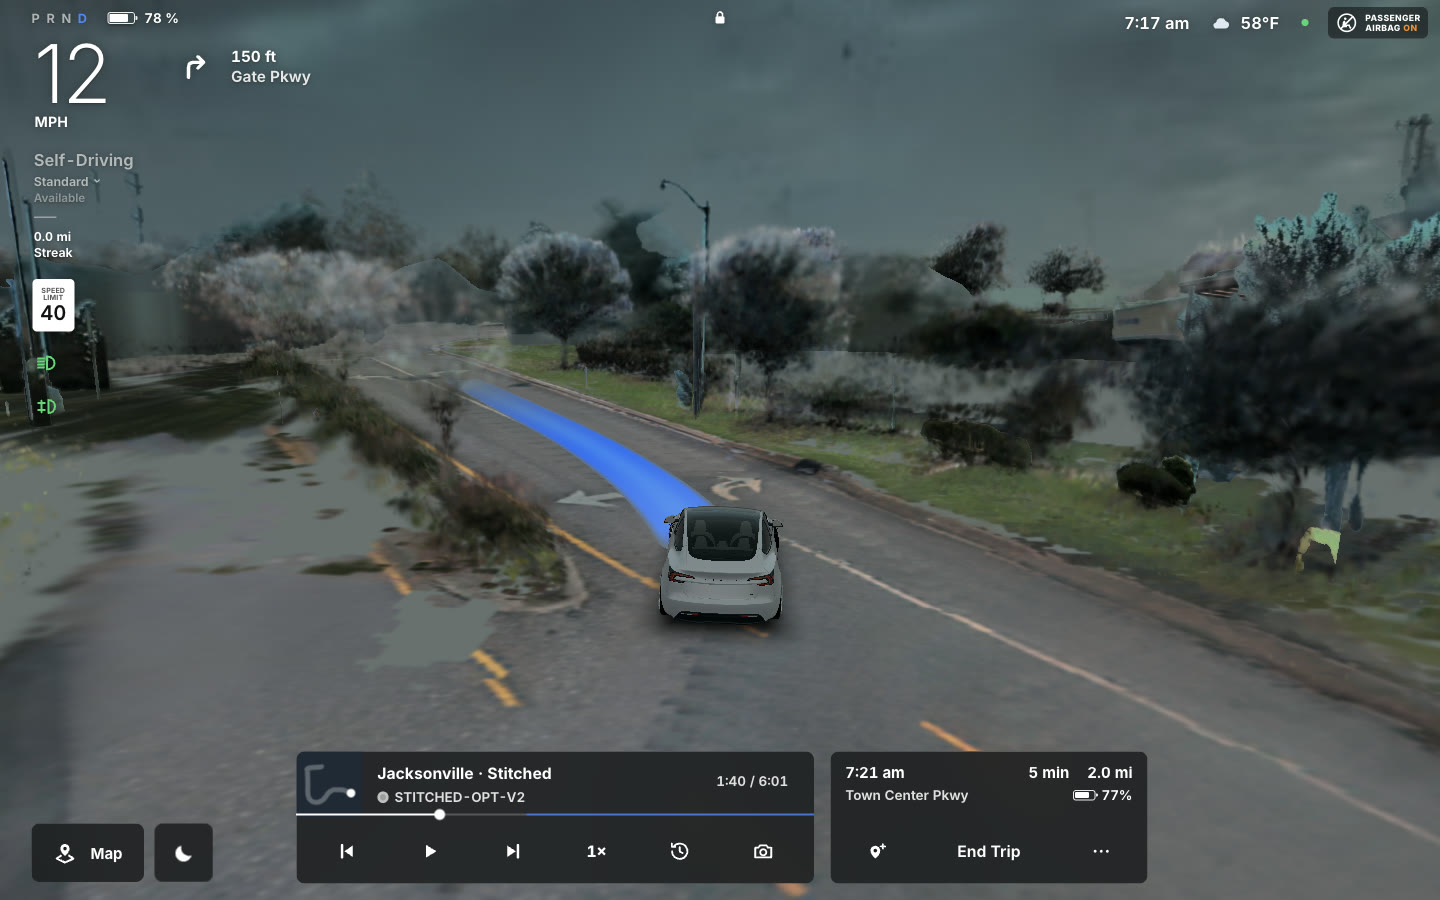 P R N D 78 %
12
MPH
150 ft
Gate Pkwy
7:17 am 58°F
PASSENGER
AIRBAG ON
Self-Driving
Standard
Available
0.0 mi
Streak
SPEED
LIMIT
40
Jacksonville · Stitched
STITCHED-OPT-V2
1:40 / 6:01
1×
7:21 am 5 min 2.0 mi
Town Center Pkwy 77%
End Trip
Map